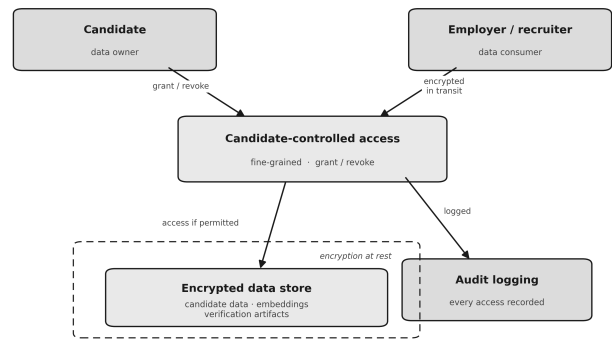 Candidate
data owner
Employer / recruiter
data consumer
grant / revoke
encrypted
in transit
Candidate-controlled access
fine-grained · grant / revoke
access if permitted
logged
encryption at rest
Encrypted data store
candidate data · embeddings
verification artifacts
Audit logging
every access recorded